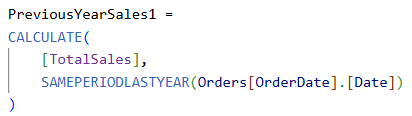 PreviousYearSales1 =
CALCULATE(
[TotalSales],
SAMEPERIODLASTYEAR(Orders[OrderDate].[Date])
)